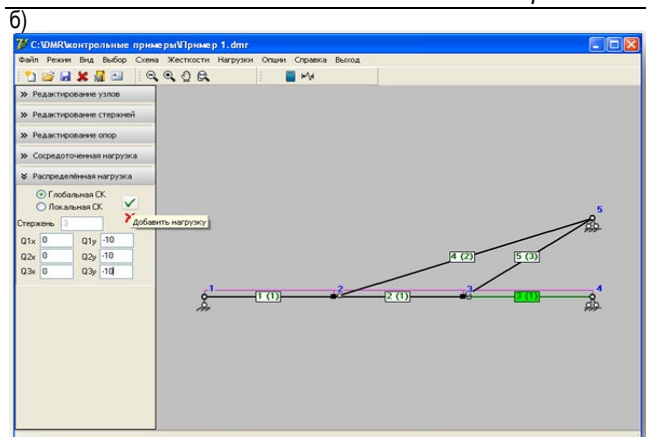 б)
C:\DMR\контрольные примеры\Пример 1.dmr
Файл Режим Вид Выбор Схема Жесткости Нагрузки Опции Справка Выход
Редактирование узлов
Редактирование стержней
Редактирование опор
Сосредоточенная нагрузка
Распределённая нагрузка
Глобальная СК
Локальная СК
Добавить нагрузку
Стержень 3
Q1x 0 Q1y -10
Q2x 0 Q2y -10
Q3x 0 Q3y -10
5
4 (2) 5 (3)
1 2 3 4
1 (1) 2 (1) 3 (1)